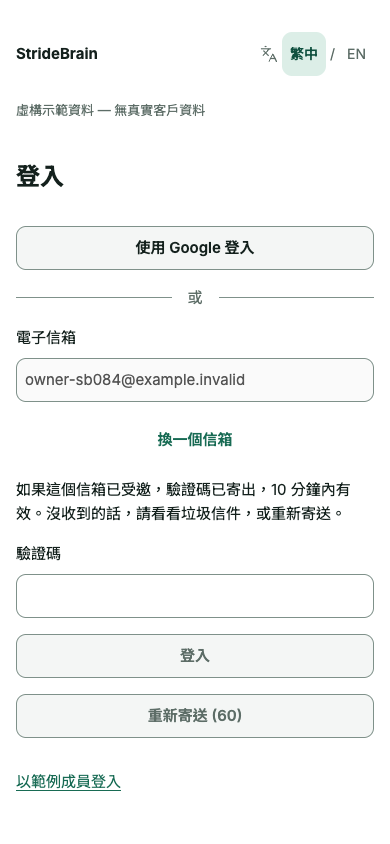 StrideBrain
繁中 / EN
虛構示範資料 — 無真實客戶資料
登入
使用 Google 登入
或
電子信箱
owner-sb084@example.invalid
換一個信箱
如果這個信箱已受邀，驗證碼已寄出，10 分鐘內有
效。沒收到的話，請看看垃圾信件，或重新寄送。
驗證碼
登入
重新寄送 (60)
以範例成員登入